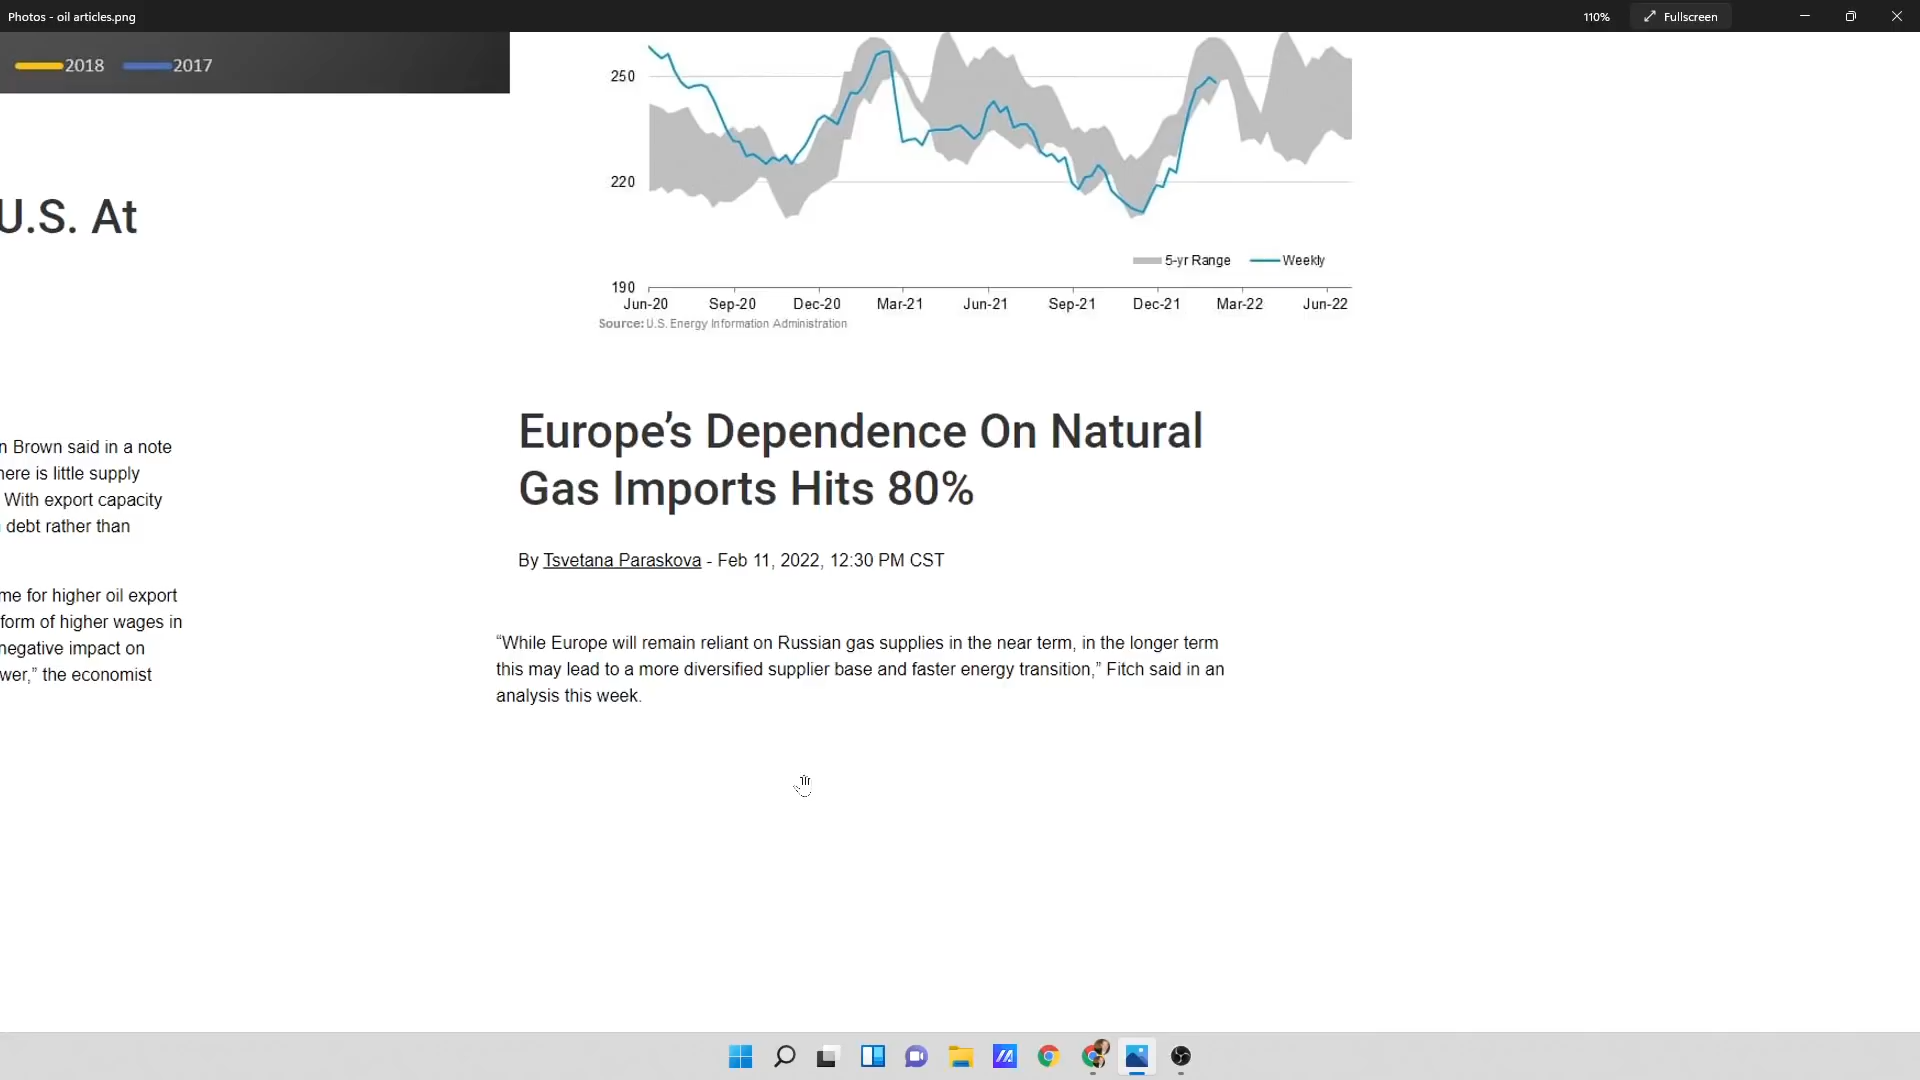 Photos - oil articles.png
110%
Fullscreen
2018
2017
U.S. At
n Brown said in a note
here is little supply
With export capacity
debt rather than
me for higher oil export
form of higher wages in
negative impact on
wer,” the economist
250
220
190
5-yr Range
Weekly
Jun-20 Sep-20 Dec-20 Mar-21 Jun-21 Sep-21 Dec-21 Mar-22 Jun-22
Source: U.S. Energy Information Administration
Europe’s Dependence On Natural
Gas Imports Hits 80%
By Tsvetana Paraskova - Feb 11, 2022, 12:30 PM CST
“While Europe will remain reliant on Russian gas supplies in the near term, in the longer term
this may lead to a more diversified supplier base and faster energy transition,” Fitch said in an
analysis this week.